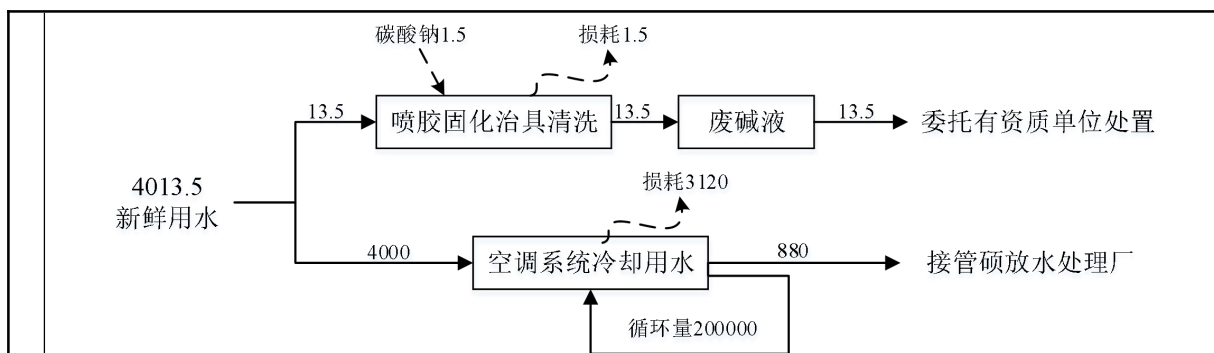 碳酸钠1.5
损耗1.5
13.5
喷胶固化治具清洗
13.5
废碱液
13.5
委托有资质单位处置
4013.5
新鲜用水
损耗3120
4000
空调系统冷却用水
880
接管硕放水处理厂
循环量200000